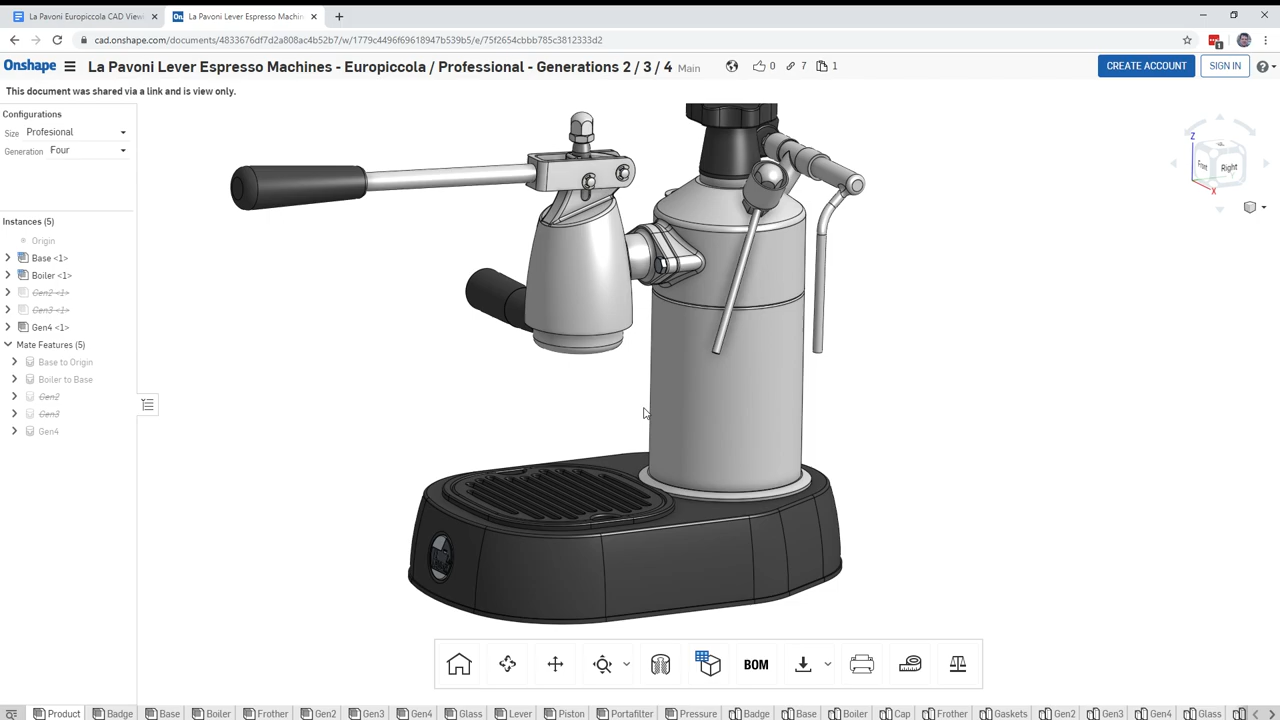 La Pavoni Europiccola CAD View
La Pavoni Lever Espresso Machin
cad.onshape.com/documents/4833676df7d2a808ac4b52b7/w/1779c4496f69618947b539b5/e/75f2654cbbb785c3812333d2
1
Onshape
La Pavoni Lever Espresso Machines - Europiccola / Professional - Generations 2 / 3 / 4 Main
0 7 1
CREATE ACCOUNT SIGN IN
This document was shared via a link and is view only.
Configurations
Size Profesional
Generation Four
Instances (5)
Origin
Base <1>
Boiler <1>
Gen2 <1>
Gen3 <1>
Gen4 <1>
Mate Features (5)
Base to Origin
Boiler to Base
Gen2
Gen3
Gen4
Z
Front Right
X
BOM
Product Badge Base Boiler Frother Gen2 Gen3 Gen4 Glass Lever Piston Portafilter Pressure Badge Base Boiler Cap Frother Gaskets Gen2 Gen3 Gen4 Glass